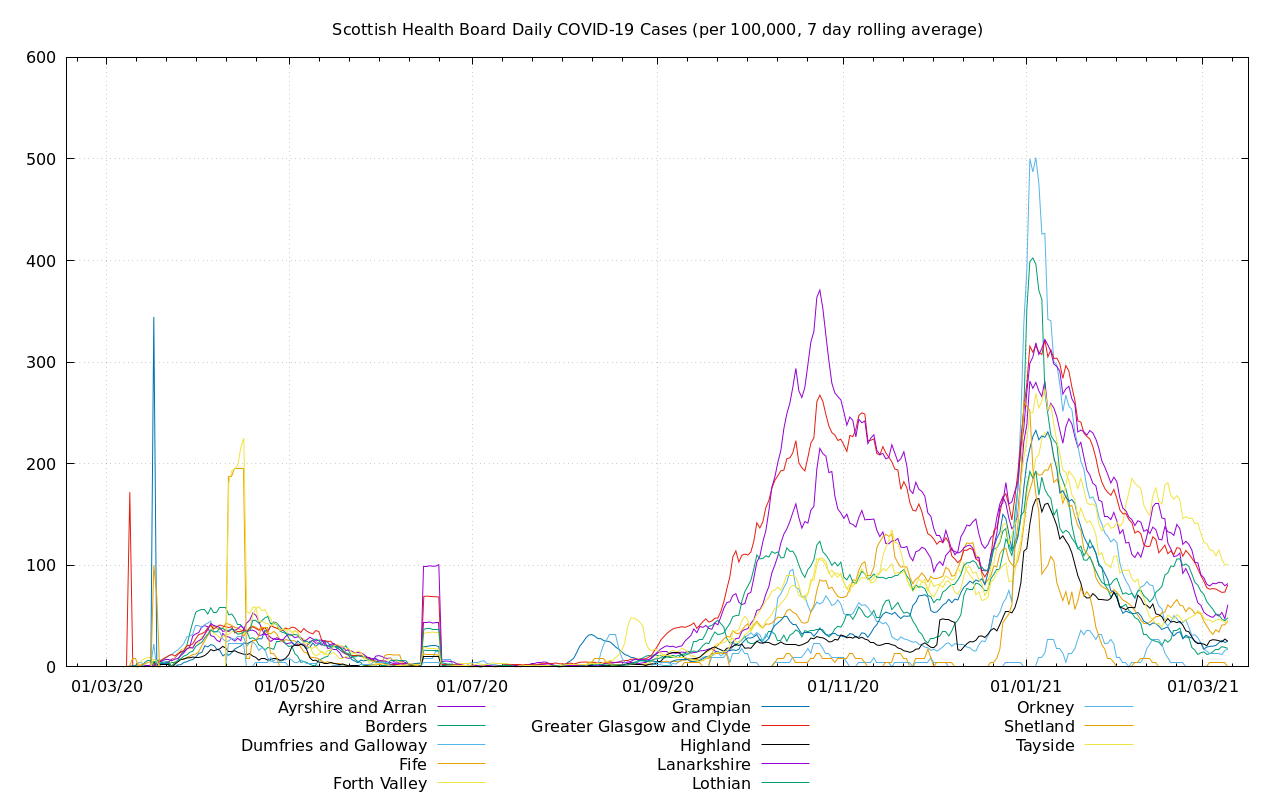 Scottish Health Board Daily COVID-19 Cases (per 100,000, 7 day rolling average)
600
500
400
300
200
100
0
01/03/20 01/05/20 01/07/20 01/09/20 01/11/20 01/01/21 01/03/21
Ayrshire and Arran Grampian Orkney
Borders Greater Glasgow and Clyde Shetland
Dumfries and Galloway Highland Tayside
Fife Lanarkshire
Forth Valley Lothian